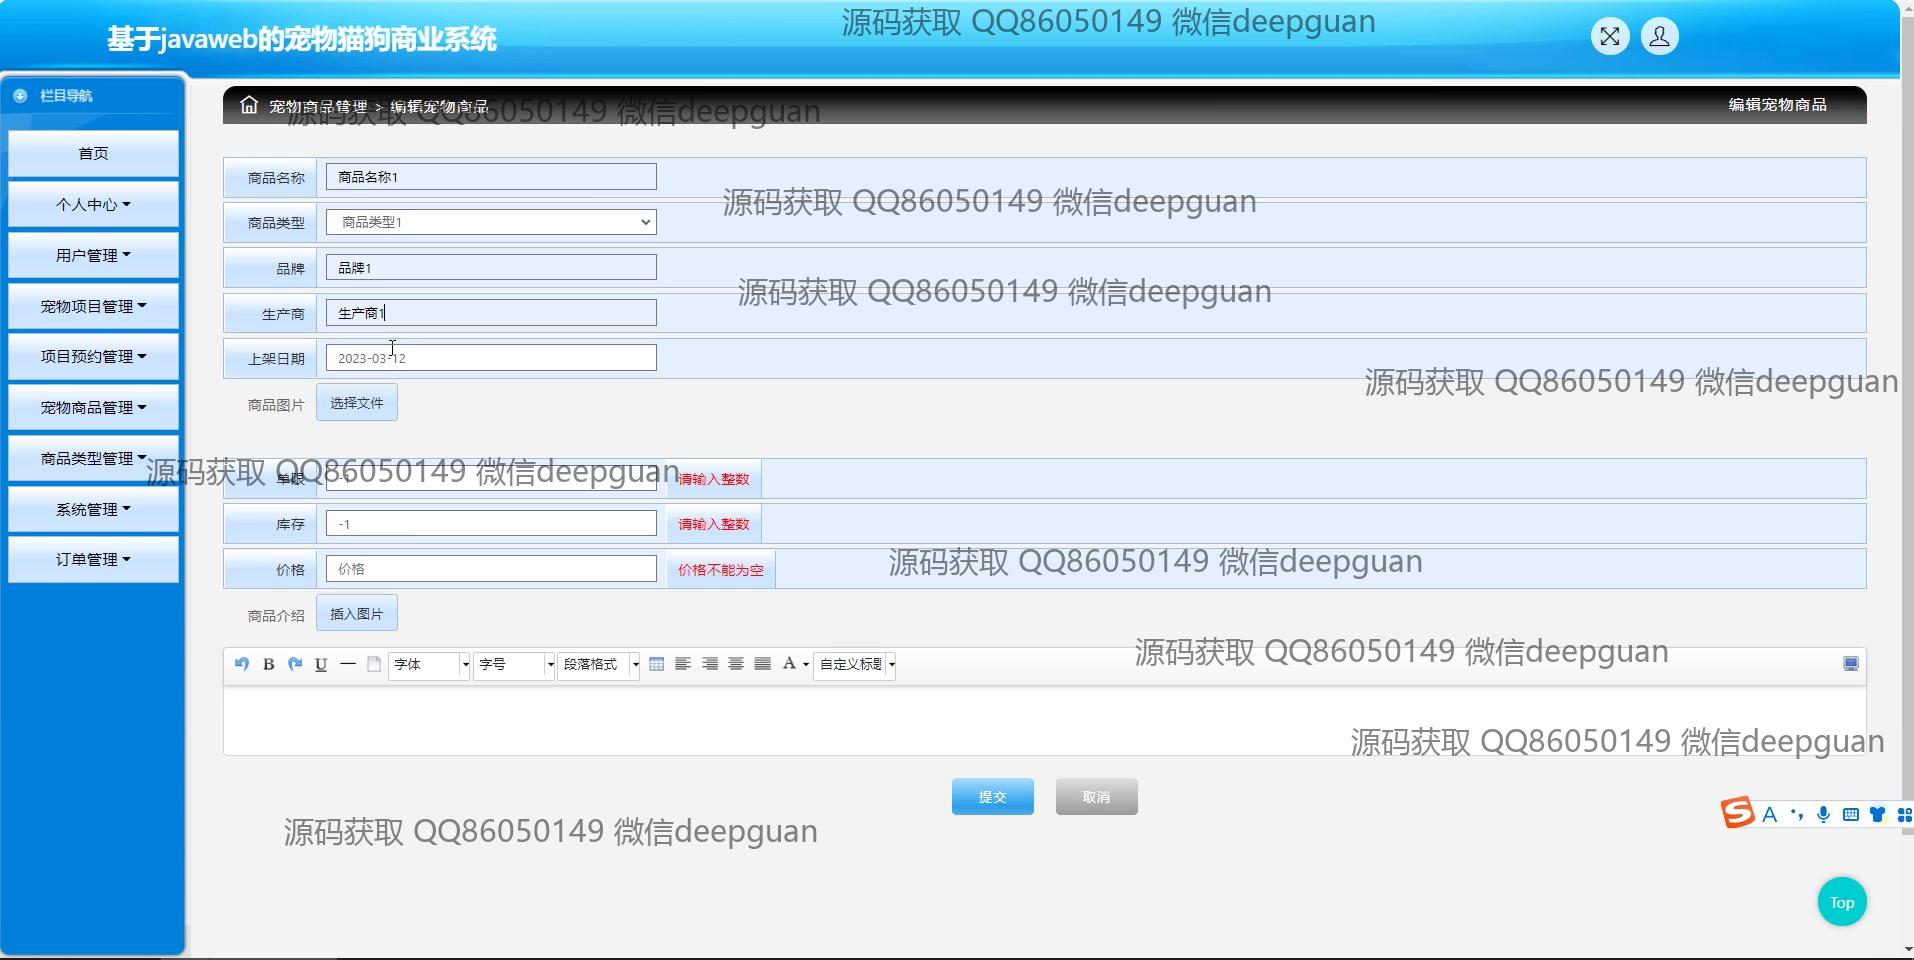 基于javaweb的宠物猫狗商业系统
源码获取 QQ86050149 微信deepguan
栏目导航
宠物商品管理 > 编辑宠物商品
编辑宠物商品
源码获取 QQ86050149 微信deepguan
首页
个人中心
用户管理
宠物项目管理
项目预约管理
宠物商品管理
商品类型管理
系统管理
订单管理
商品名称 商品名称1
源码获取 QQ86050149 微信deepguan
商品类型 商品类型1
品牌 品牌1
源码获取 QQ86050149 微信deepguan
生产商 生产商1
上架日期 2023-03-12
源码获取 QQ86050149 微信deepguan
商品图片 选择文件
源码获取 QQ86050149 微信deepguan
单限 -1 请输入整数
库存 -1 请输入整数
源码获取 QQ86050149 微信deepguan
价格 价格 价格不能为空
商品介绍 插入图片
源码获取 QQ86050149 微信deepguan
B U 字体 字号 段落格式 A 自定义标题
源码获取 QQ86050149 微信deepguan
提交 取消
S A
源码获取 QQ86050149 微信deepguan
Top